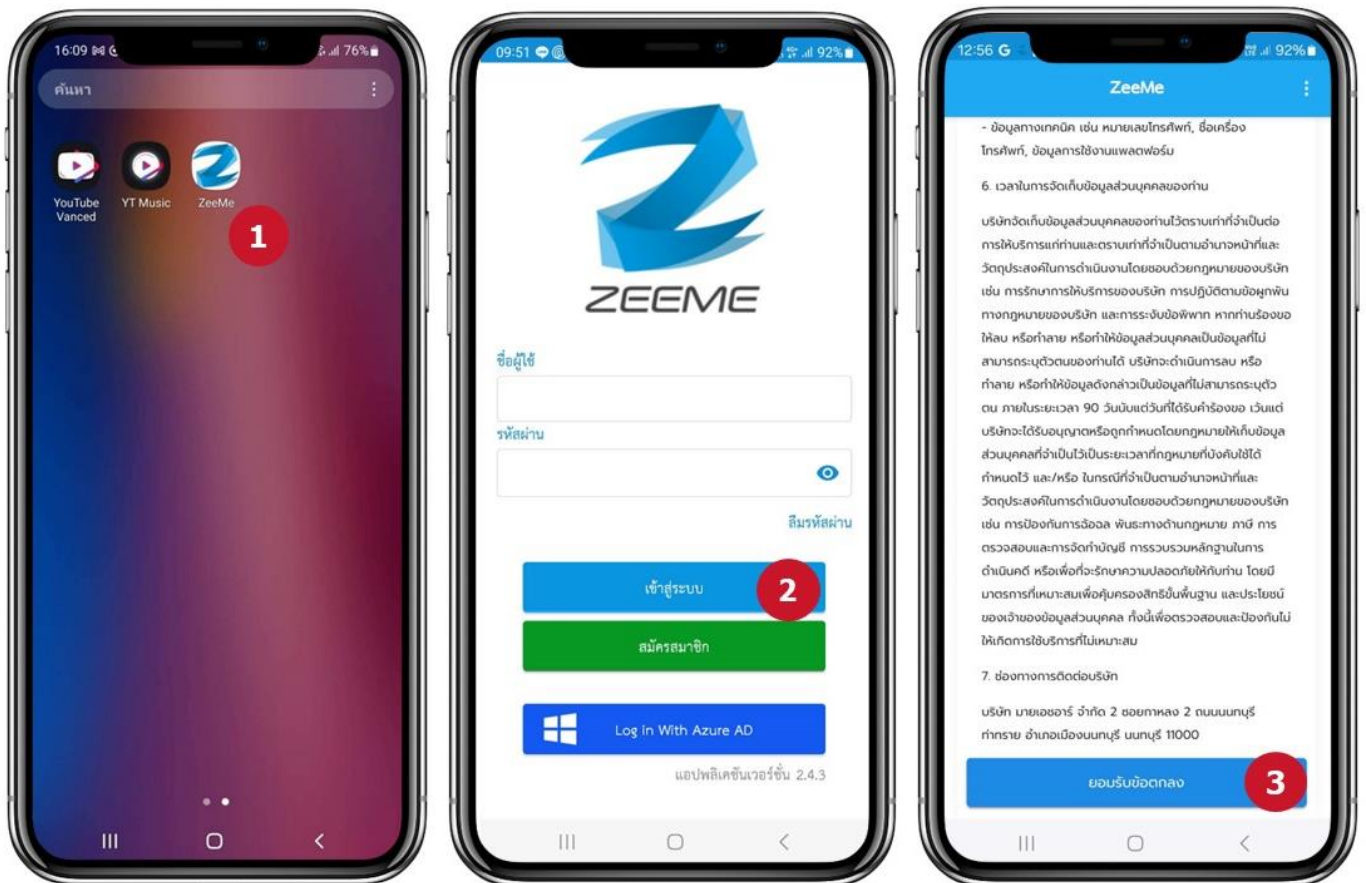 16:09
76%
ค้นหา
YouTube Vanced
YT Music
ZeeMe
1
09:51
92%
ZEEME
ชื่อผู้ใช้
รหัสผ่าน
ลืมรหัสผ่าน
เข้าสู่ระบบ
2
สมัครสมาชิก
Log in With Azure AD
แอปพลิเคชันเวอร์ชั่น 2.4.3
12:56 G
92%
ZeeMe
- ข้อมูลทางเทคนิค เช่น หมายเลขโทรศัพท์, ชื่อเครื่อง
โทรศัพท์, ข้อมูลการใช้งานแพลตฟอร์ม
6. เวลาในการจัดเก็บข้อมูลส่วนบุคคลของท่าน
บริษัทจัดเก็บข้อมูลส่วนบุคคลของท่านไว้ตราบเท่าที่จำเป็นต่อ
การให้บริการแก่ท่านและตราบเท่าที่จำเป็นตามอำนาจหน้าที่และ
วัตถุประสงค์ในการดำเนินงานโดยชอบด้วยกฎหมายของบริษัท
เช่น การรักษาการให้บริการของบริษัท การปฏิบัติตามข้อผูกพัน
ทางกฎหมายของบริษัท และการระงับข้อพิพาท หากท่านร้องขอ
ให้ลบ หรือทำลาย หรือทำให้ข้อมูลส่วนบุคคลเป็นข้อมูลที่ไม่
สามารถระบุตัวตนของท่านได้ บริษัทจะดำเนินการลบ หรือ
ทำลาย หรือทำให้ข้อมูลดังกล่าวเป็นข้อมูลที่ไม่สามารถระบุตัว
ตน ภายในระยะเวลา 90 วันนับแต่วันที่ได้รับคำร้องขอ เว้นแต่
บริษัทจะได้รับอนุญาตหรือถูกกำหนดโดยกฎหมายให้เก็บข้อมูล
ส่วนบุคคลที่จำเป็นไว้เป็นระยะเวลาที่กฎหมายที่บังคับใช้ได้
กำหนดไว้ และ/หรือ ในกรณีที่จำเป็นตามอำนาจหน้าที่และ
วัตถุประสงค์ในการดำเนินงานโดยชอบด้วยกฎหมายของบริษัท
เช่น การป้องกันการฉ้อฉล พันธะทางด้านกฎหมาย ภาษี การ
ตรวจสอบและการจัดทำบัญชี การรวบรวมหลักฐานในการ
ดำเนินคดี หรือเพื่อที่จะรักษาความปลอดภัยให้กับท่าน โดยมี
มาตรการที่เหมาะสมเพื่อคุ้มครองสิทธิขั้นพื้นฐาน และประโยชน์
ของเจ้าของข้อมูลส่วนบุคคล ทั้งนี้เพื่อตรวจสอบและป้องกันไม่
ให้เกิดการใช้บริการที่ไม่เหมาะสม
7. ช่องทางการติดต่อบริษัท
บริษัท มายเอชอาร์ จำกัด 2 ซอยกาหลง 2 ถนนนนทบุรี
ท่าทราย อำเภอเมืองนนทบุรี นนทบุรี 11000
ยอมรับข้อตกลง
3